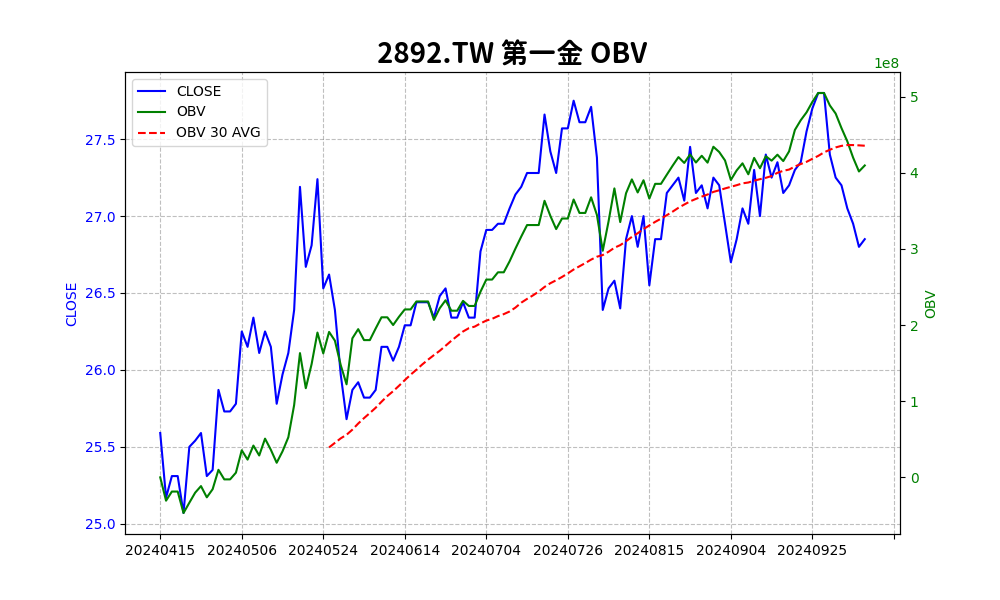 2892.TW 第一金 OBV
1e8
CLOSE
OBV
OBV 30 AVG
27.5
27.0
26.5
26.0
25.5
25.0
CLOSE
5
4
3
2
1
0
OBV
20240415 20240506 20240524 20240614 20240704 20240726 20240815 20240904 20240925